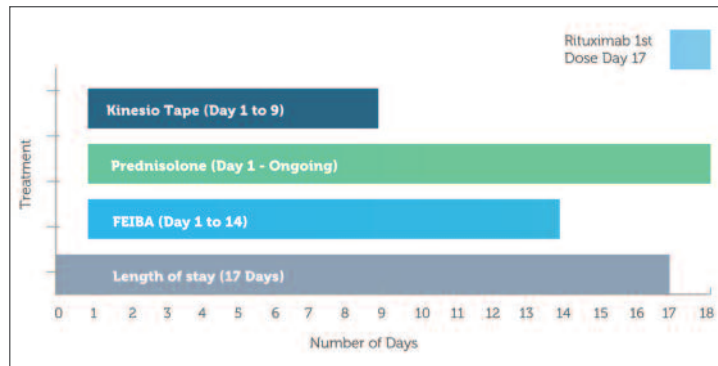 Rituximab 1st
Dose Day 17
Treatment
Kinesio Tape (Day 1 to 9)
Prednisolone (Day 1 - Ongoing)
FEIBA (Day 1 to 14)
Length of stay (17 Days)
0 1 2 3 4 5 6 7 8 9 10 11 12 13 14 15 16 17 18
Number of Days